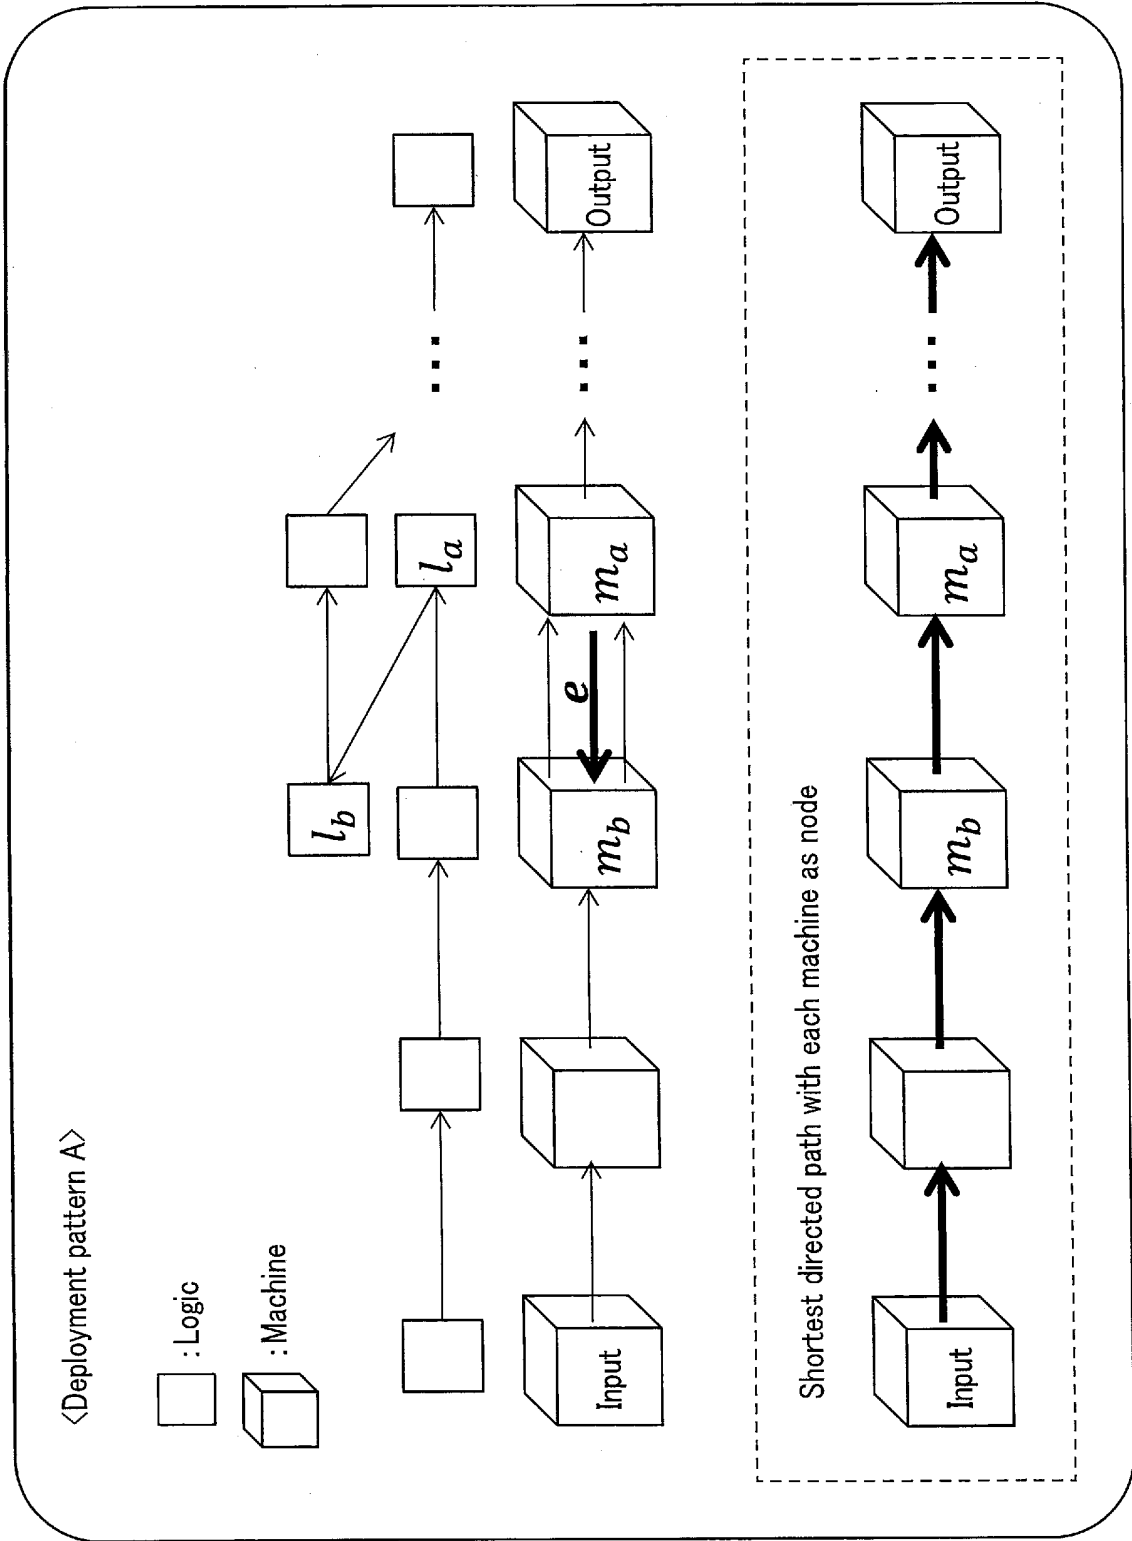 <Deployment pattern A>
: Logic
: Machine
l_b
l_a
Input
m_b
e
m_a
...
...
Output
Shortest directed path with each machine as node
Input
m_b
m_a
...
Output